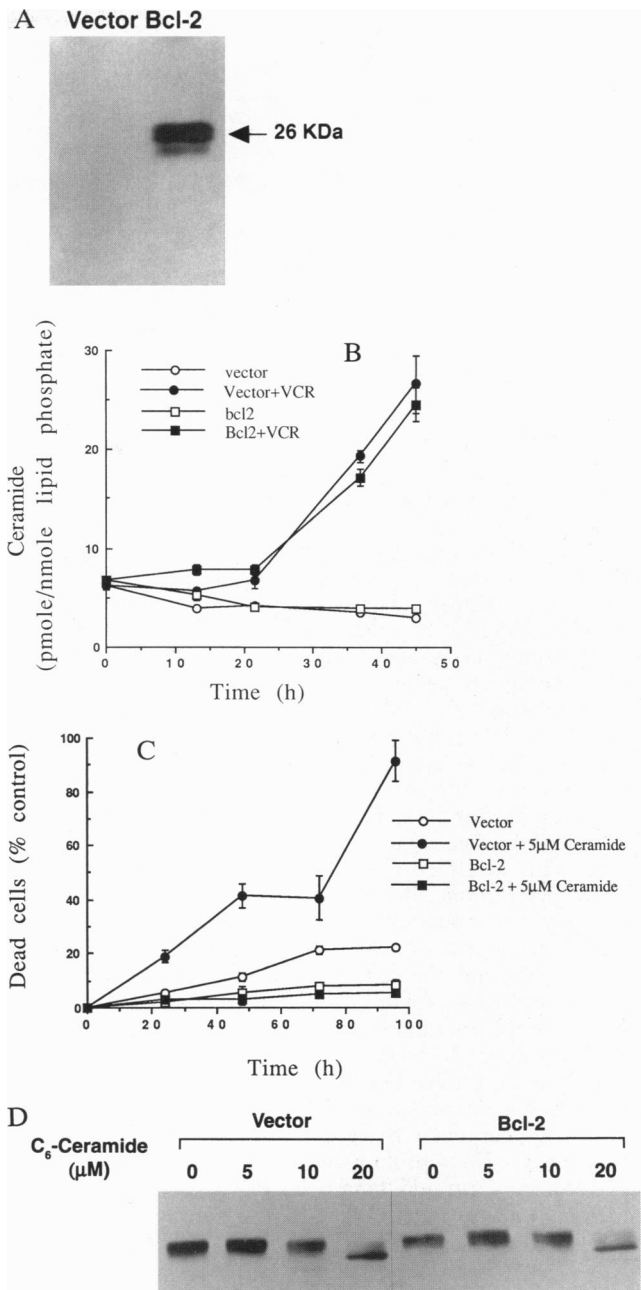 A Vector Bcl-2
26 KDa
B
Ceramide
(pmole/nmole lipid phosphate)
30
20
10
0
vector
Vector+VCR
bcl2
Bcl2+VCR
0 10 20 30 40 50
Time (h)
C
Dead cells (% control)
100
80
60
40
20
0
Vector
Vector + 5µM Ceramide
Bcl-2
Bcl-2 + 5µM Ceramide
0 20 40 60 80 100
Time (h)
D
Vector Bcl-2
C6-Ceramide
(µM)
0 5 10 20 0 5 10 20